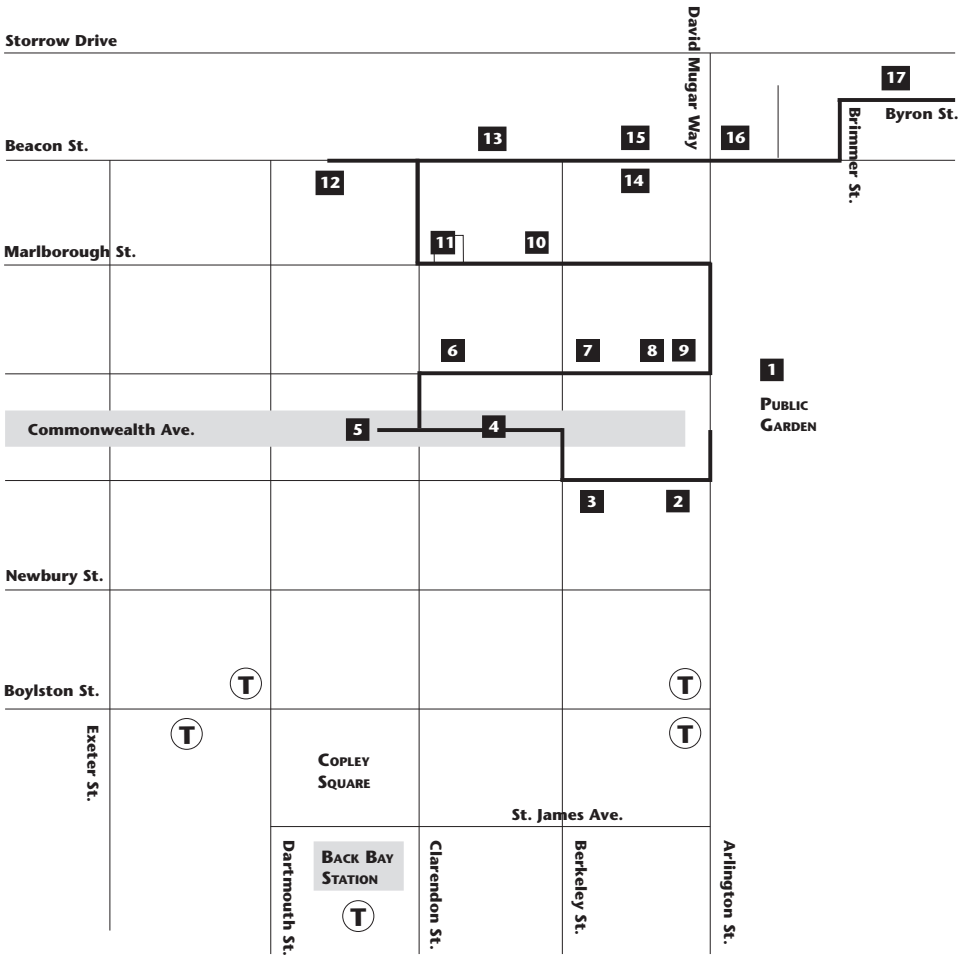 David Mugar Way
Storrow Drive
17
Byron St.
Brimmer St.
13
15
16
Beacon St.
12
14
11
10
Marlborough St.
6
7
8
9
1
Public
Garden
Commonwealth Ave.
5
4
3
2
Newbury St.
T
T
Boylston St.
Exeter St.
T
T
Copley
Square
St. James Ave.
Dartmouth St.
Back Bay
Station
T
Clarendon St.
Berkeley St.
Arlington St.